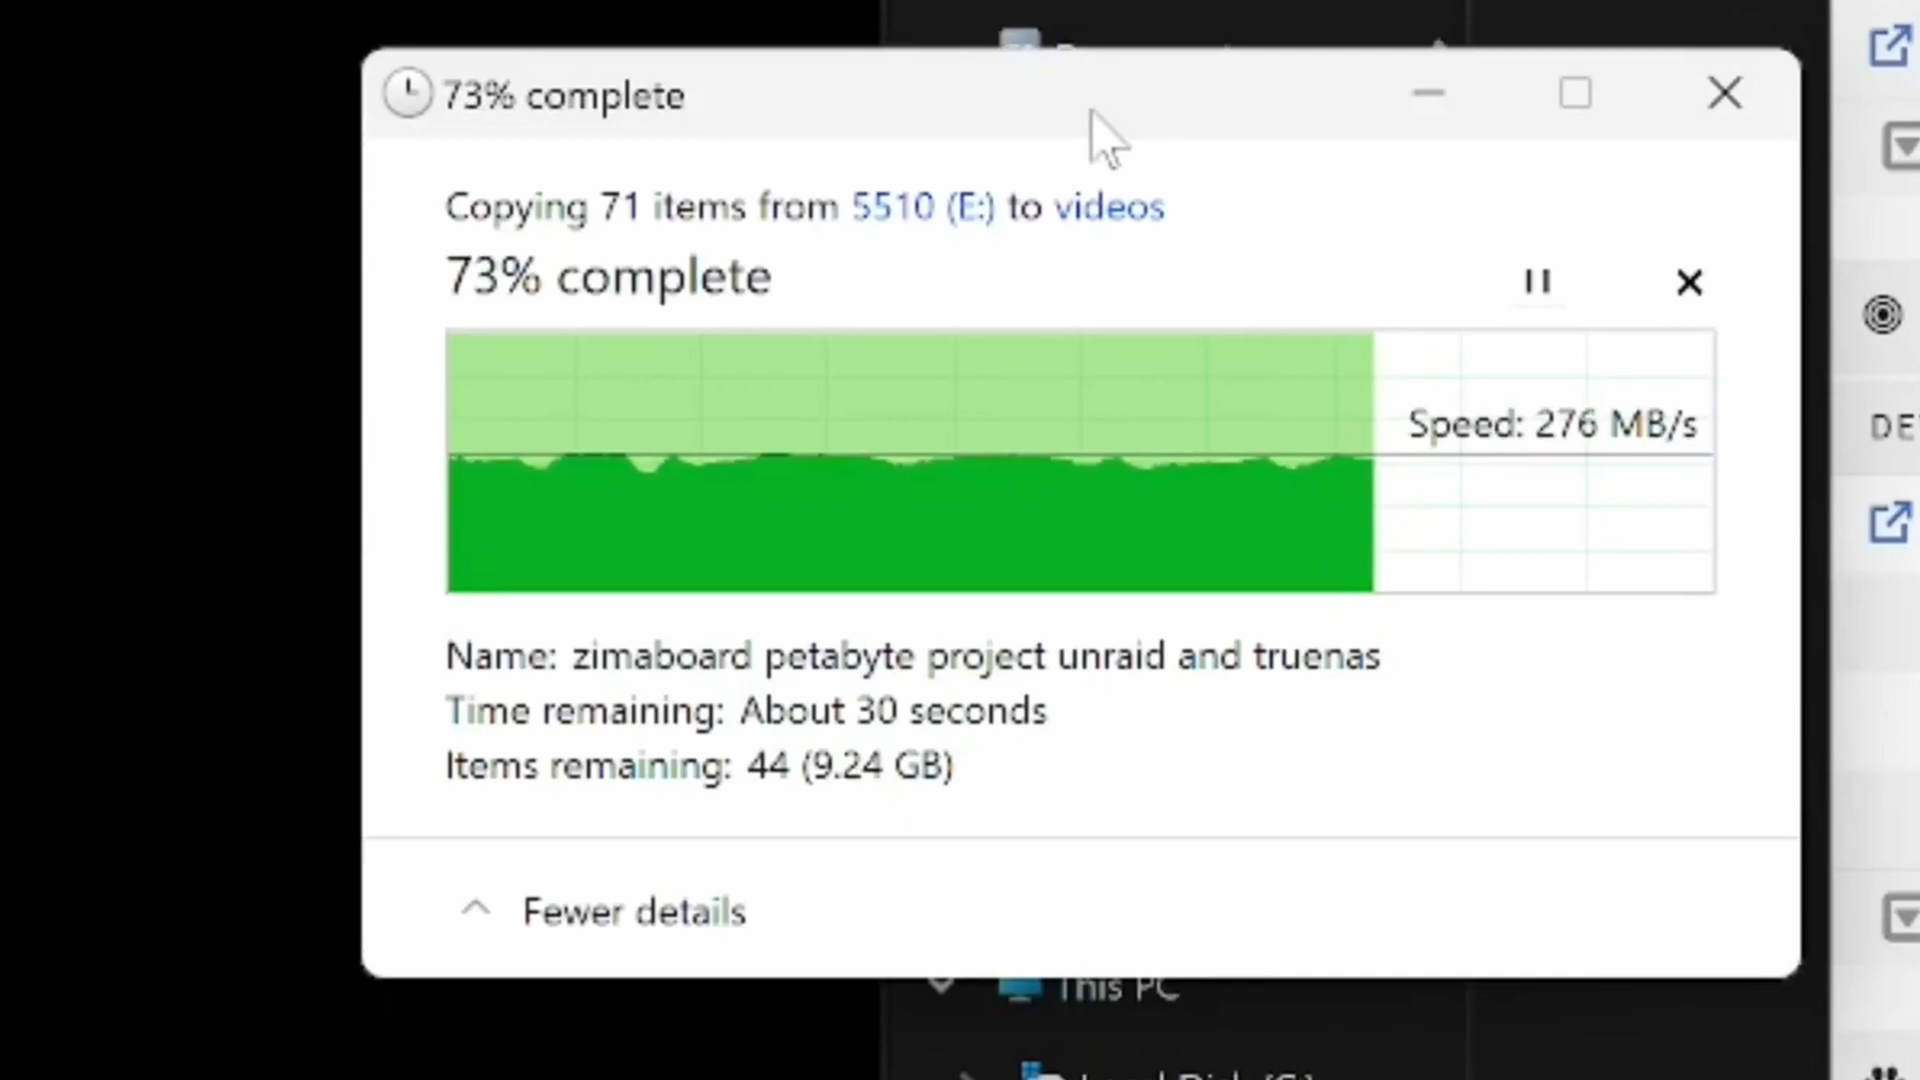 73% complete
Copying 71 items from 5510 (E:) to videos
73% complete
Speed: 276 MB/s
Name: zimaboard petabyte project unraid and truenas
Time remaining: About 30 seconds
Items remaining: 44 (9.24 GB)
Fewer details
This PC
DE